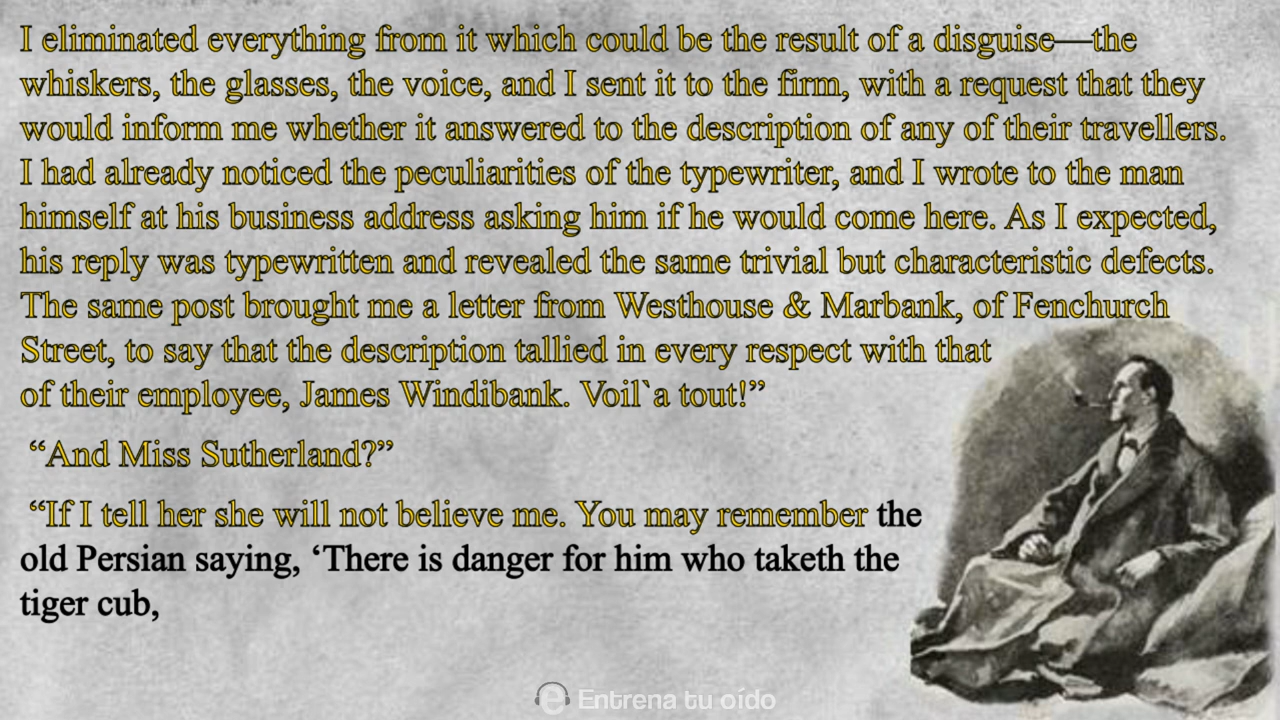 I eliminated everything from it which could be the result of a disguise—the
whiskers, the glasses, the voice, and I sent it to the firm, with a request that they
would inform me whether it answered to the description of any of their travellers.
I had already noticed the peculiarities of the typewriter, and I wrote to the man
himself at his business address asking him if he would come here. As I expected,
his reply was typewritten and revealed the same trivial but characteristic defects.
The same post brought me a letter from Westhouse & Marbank, of Fenchurch
Street, to say that the description tallied in every respect with that
of their employee, James Windibank. Voil`a tout!”
“And Miss Sutherland?”
“If I tell her she will not believe me. You may remember the
old Persian saying, ‘There is danger for him who taketh the
tiger cub,
Entrena tu oído